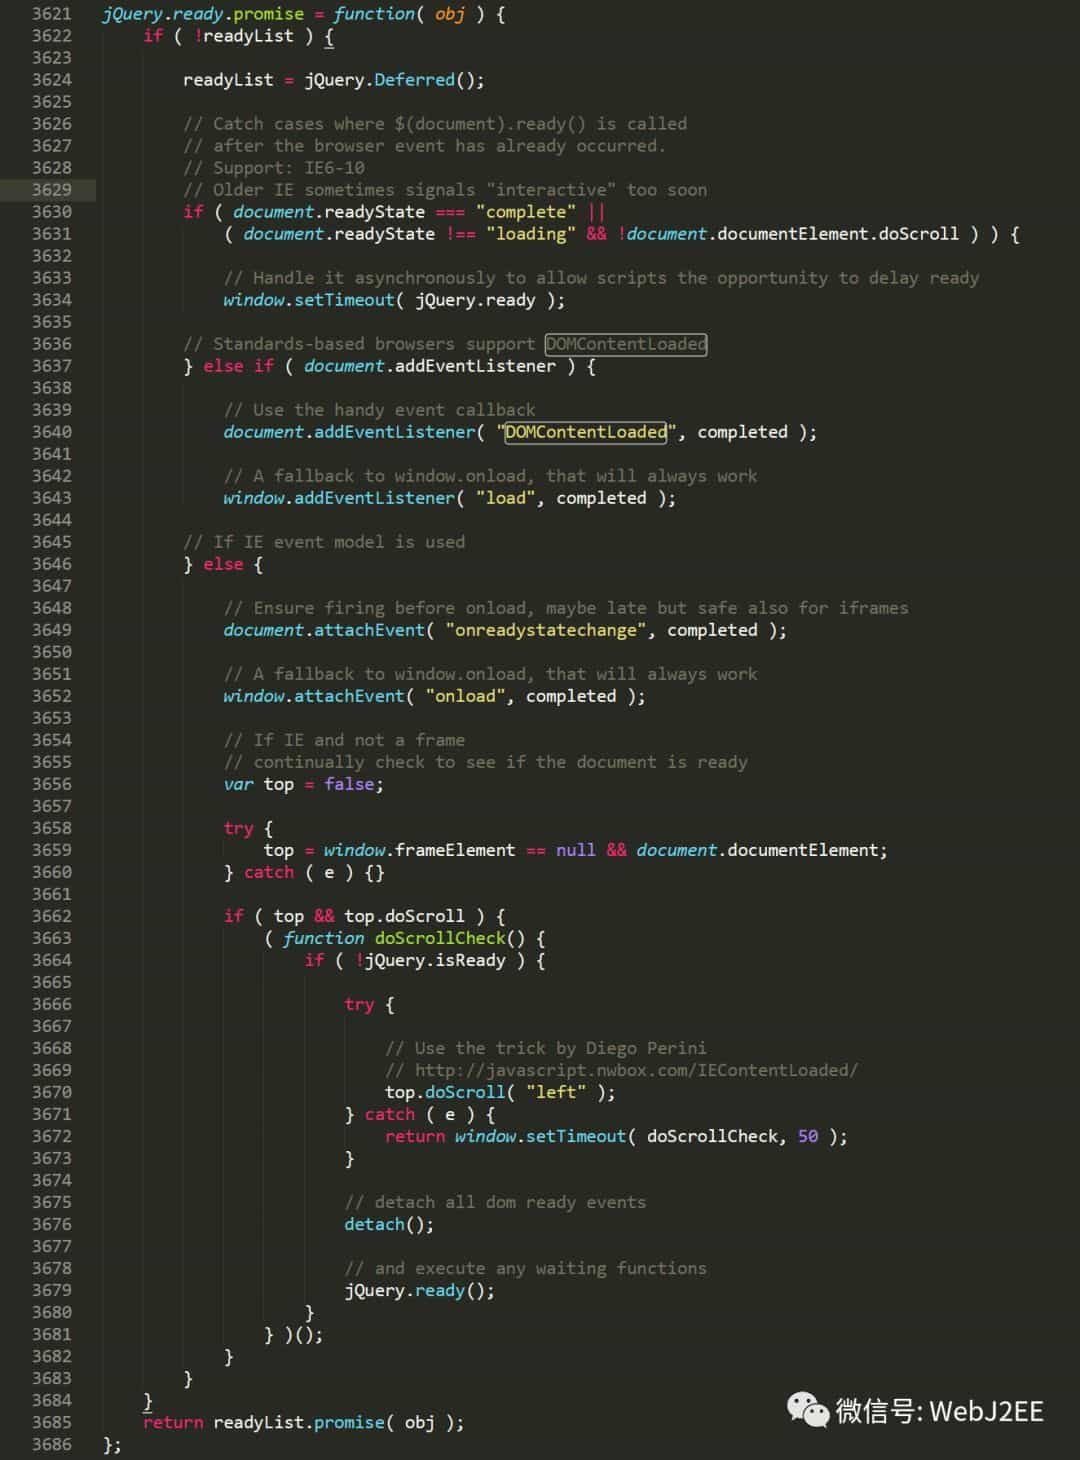 3621 jQuery.ready.promise = function( obj ) {
3622 if ( !readyList ) {
3623
3624 readyList = jQuery.Deferred();
3625
3626 // Catch cases where $(document).ready() is called
3627 // after the browser event has already occurred.
3628 // Support: IE6-10
3629 // Older IE sometimes signals "interactive" too soon
3630 if ( document.readyState === "complete" ||
3631 ( document.readyState !== "loading" && !document.documentElement.doScroll ) ) {
3632
3633 // Handle it asynchronously to allow scripts the opportunity to delay ready
3634 window.setTimeout( jQuery.ready );
3635
3636 // Standards-based browsers support DOMContentLoaded
3637 } else if ( document.addEventListener ) {
3638
3639 // Use the handy event callback
3640 document.addEventListener( "DOMContentLoaded", completed );
3641
3642 // A fallback to window.onload, that will always work
3643 window.addEventListener( "load", completed );
3644
3645 // If IE event model is used
3646 } else {
3647
3648 // Ensure firing before onload, maybe late but safe also for iframes
3649 document.attachEvent( "onreadystatechange", completed );
3650
3651 // A fallback to window.onload, that will always work
3652 window.attachEvent( "onload", completed );
3653
3654 // If IE and not a frame
3655 // continually check to see if the document is ready
3656 var top = false;
3657
3658 try {
3659 top = window.frameElement == null && document.documentElement;
3660 } catch ( e ) {}
3661
3662 if ( top && top.doScroll ) {
3663 ( function doScrollCheck() {
3664 if ( !jQuery.isReady ) {
3665
3666 try {
3667
3668 // Use the trick by Diego Perini
3669 // http://javascript.nwbox.com/IEContentLoaded/
3670 top.doScroll( "left" );
3671 } catch ( e ) {
3672 return window.setTimeout( doScrollCheck, 50 );
3673 }
3674
3675 // detach all dom ready events
3676 detach();
3677
3678 // and execute any waiting functions
3679 jQuery.ready();
3680 }
3681 } )();
3682 }
3683 }
3684 }
3685 return readyList.promise( obj );
3686 };
微信号: WebJ2EE